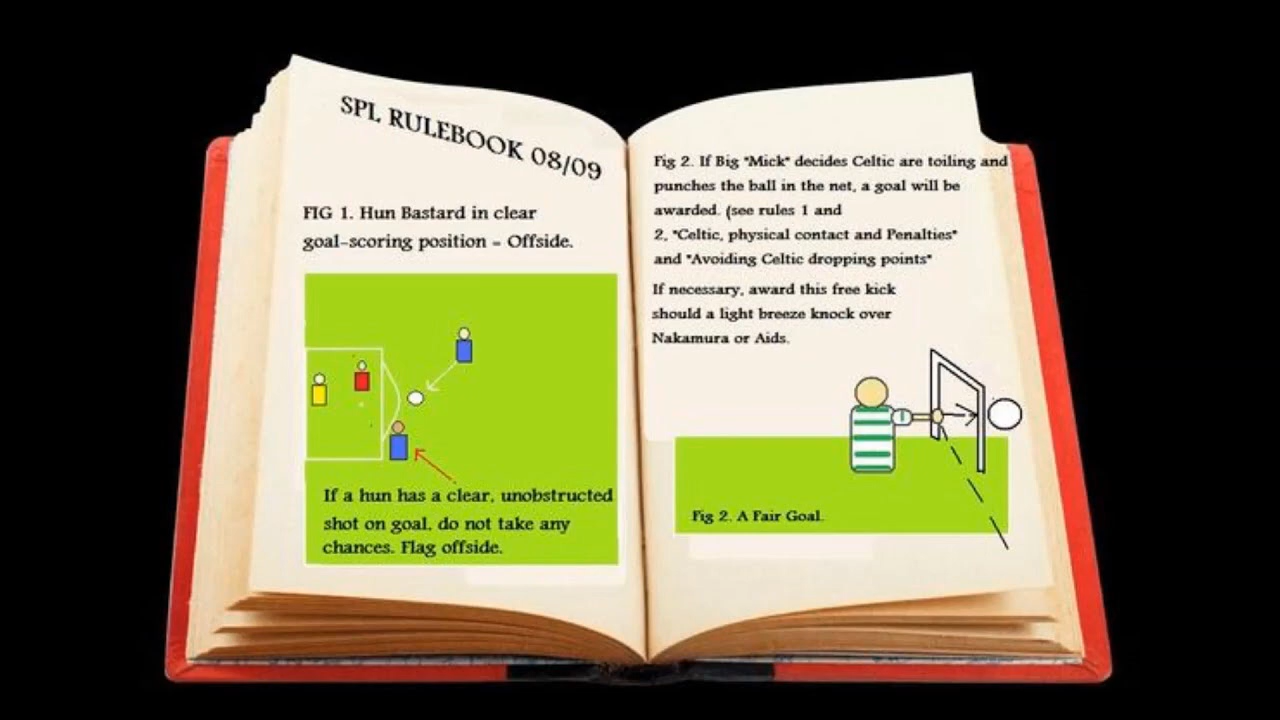 SPL RULEBOOK 08/09
FIG 1. Hun Bastard in clear
goal-scoring position = Offside.
If a hun has a clear, unobstructed
shot on goal, do not take any
chances. Flag offside.
Fig 2. If Big "Mick" decides Celtic are toiling and
punches the ball in the net, a goal will be
awarded. (see rules 1 and
2, "Celtic, physical contact and Penalties"
and "Avoiding Celtic dropping points"
If necessary, award this free kick
should a light breeze knock over
Nakamura or Aids.
Fig 2. A Fair Goal.